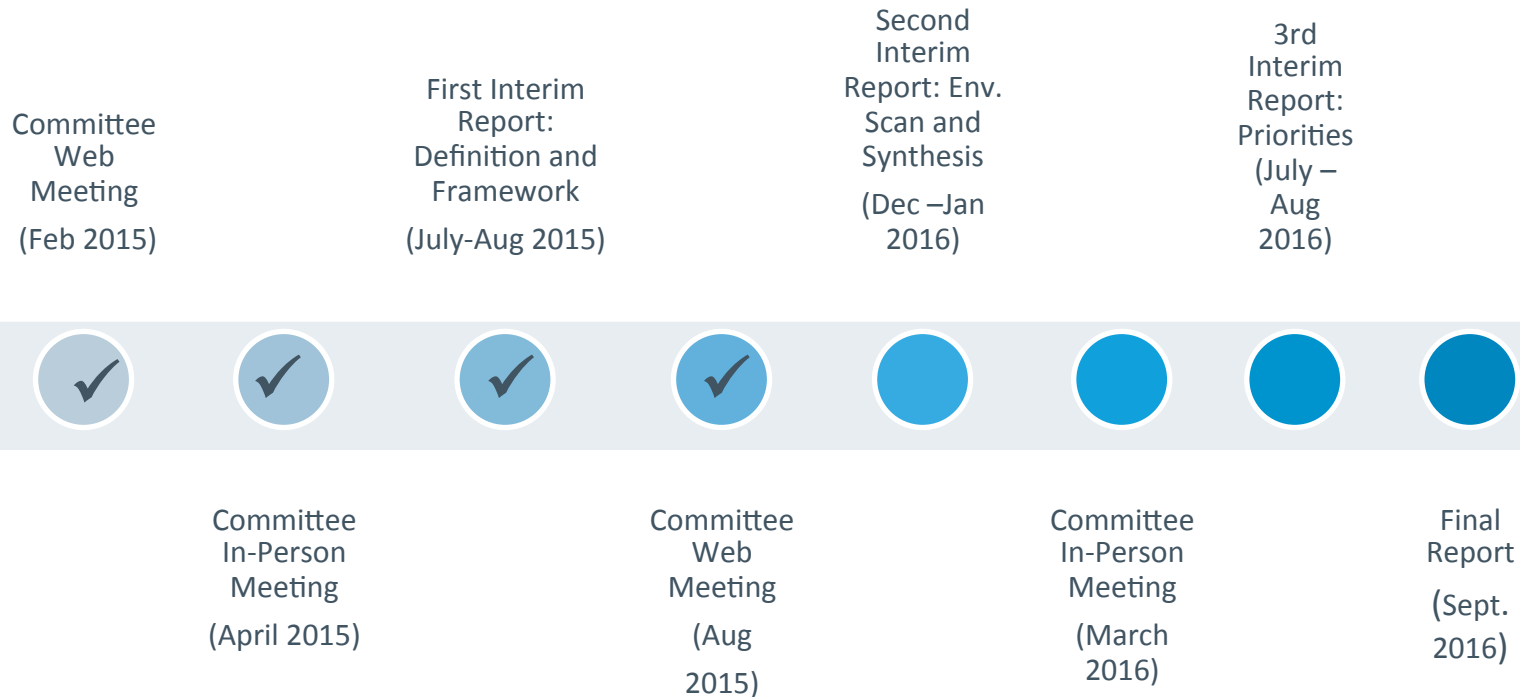 Committee
Web
Meeting
(Feb 2015)
First Interim
Report:
Definition and
Framework
(July-Aug 2015)
Second
Interim
Report: Env.
Scan and
Synthesis
(Dec –Jan
2016)
3rd
Interim
Report:
Priorities
(July –
Aug
2016)
Committee
In-Person
Meeting
(April 2015)
Committee
Web
Meeting
(Aug
2015)
Committee
In-Person
Meeting
(March
2016)
Final
Report
(Sept.
2016)